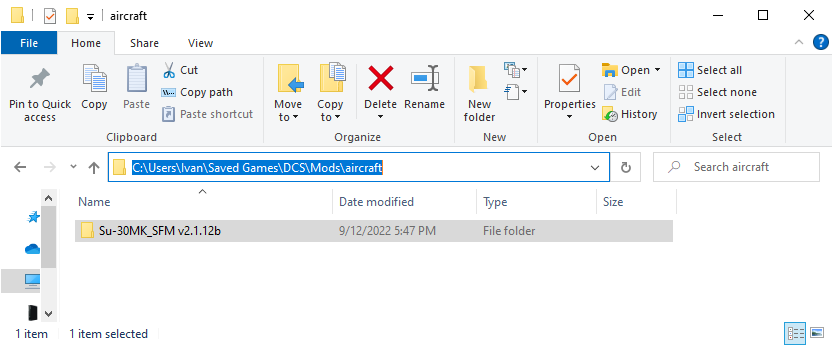 aircraft
File Home Share View
Pin to Quick access
Copy
Paste
Cut
Copy path
Paste shortcut
Move to
Copy to
Delete
Rename
New folder
Properties
Open
Edit
History
Select all
Select none
Invert selection
Clipboard Organize New Open Select
C:\Users\Ivan\Saved Games\DCS\Mods\aircraft
Search aircraft
Name Date modified Type Size
Su-30MK_SFM v2.1.12b 9/12/2022 5:47 PM File folder
1 item 1 item selected